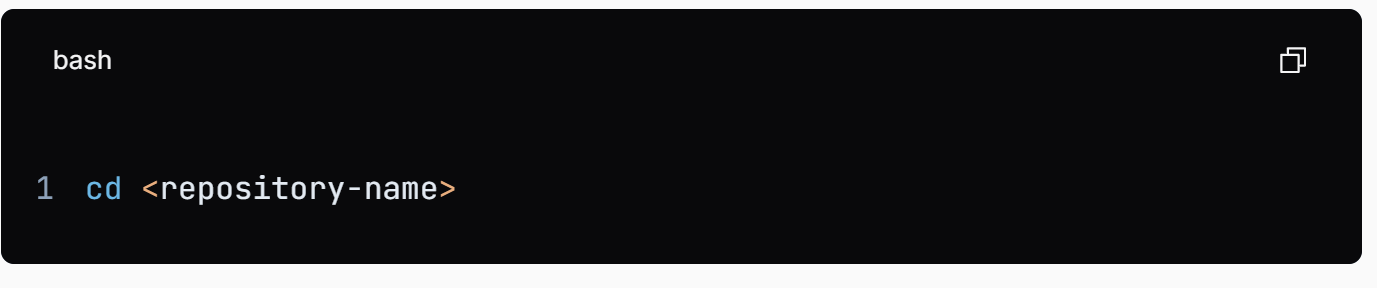 bash
1 cd <repository-name>